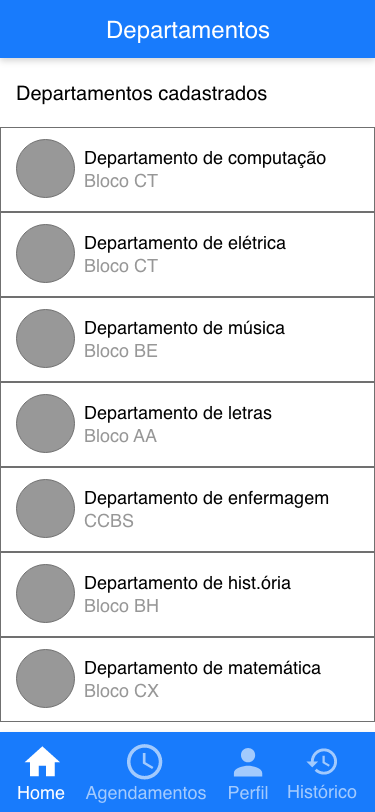 Departamentos
Departamentos cadastrados
Departamento de computação
Bloco CT
Departamento de elétrica
Bloco CT
Departamento de música
Bloco BE
Departamento de letras
Bloco AA
Departamento de enfermagem
CCBS
Departamento de hist.ória
Bloco BH
Departamento de matemática
Bloco CX
Home Agendamentos Perfil Histórico